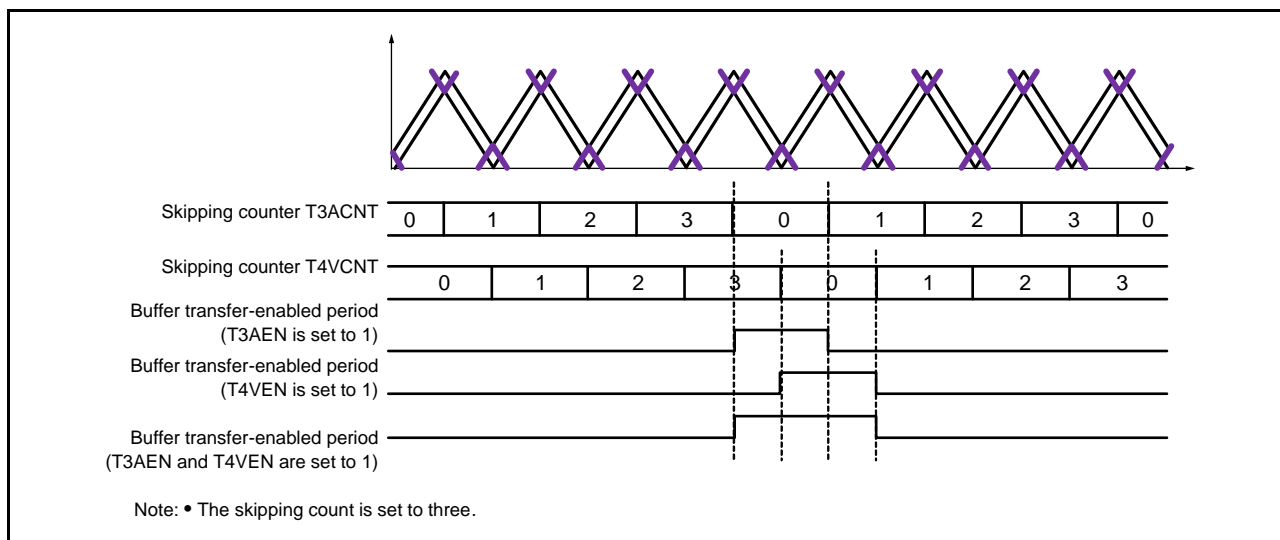 Skipping counter T3ACNT
0 1 2 3 0 1 2 3 0
Skipping counter T4VCNT
0 1 2 3 0 1 2 3
Buffer transfer-enabled period
(T3AEN is set to 1)
Buffer transfer-enabled period
(T4VEN is set to 1)
Buffer transfer-enabled period
(T3AEN and T4VEN are set to 1)
Note: • The skipping count is set to three.